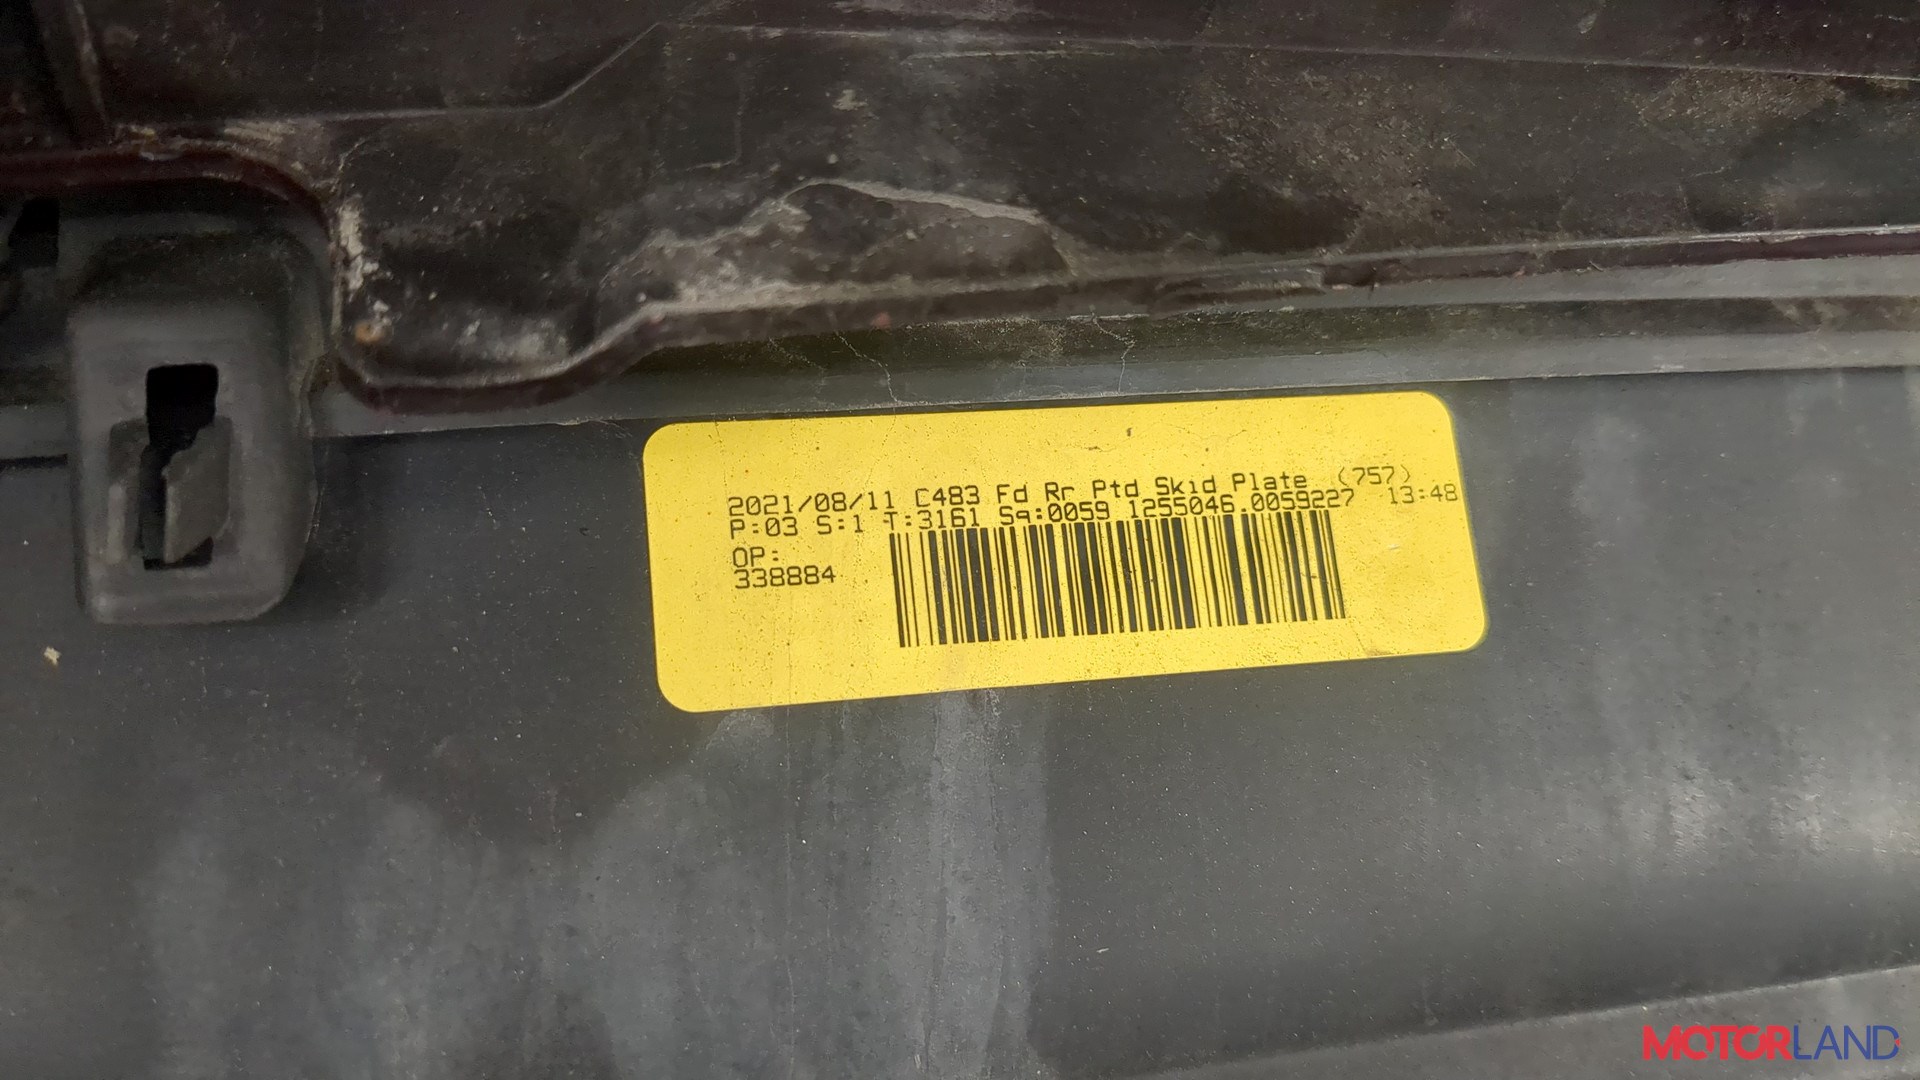 2021/08/11 C483 Fd Rr Ptd Skid Plate (757)
P:03 S:1 T:3161 Sq:0059 1255046.0059227 13:48
OP:
338884
MOTORLAND